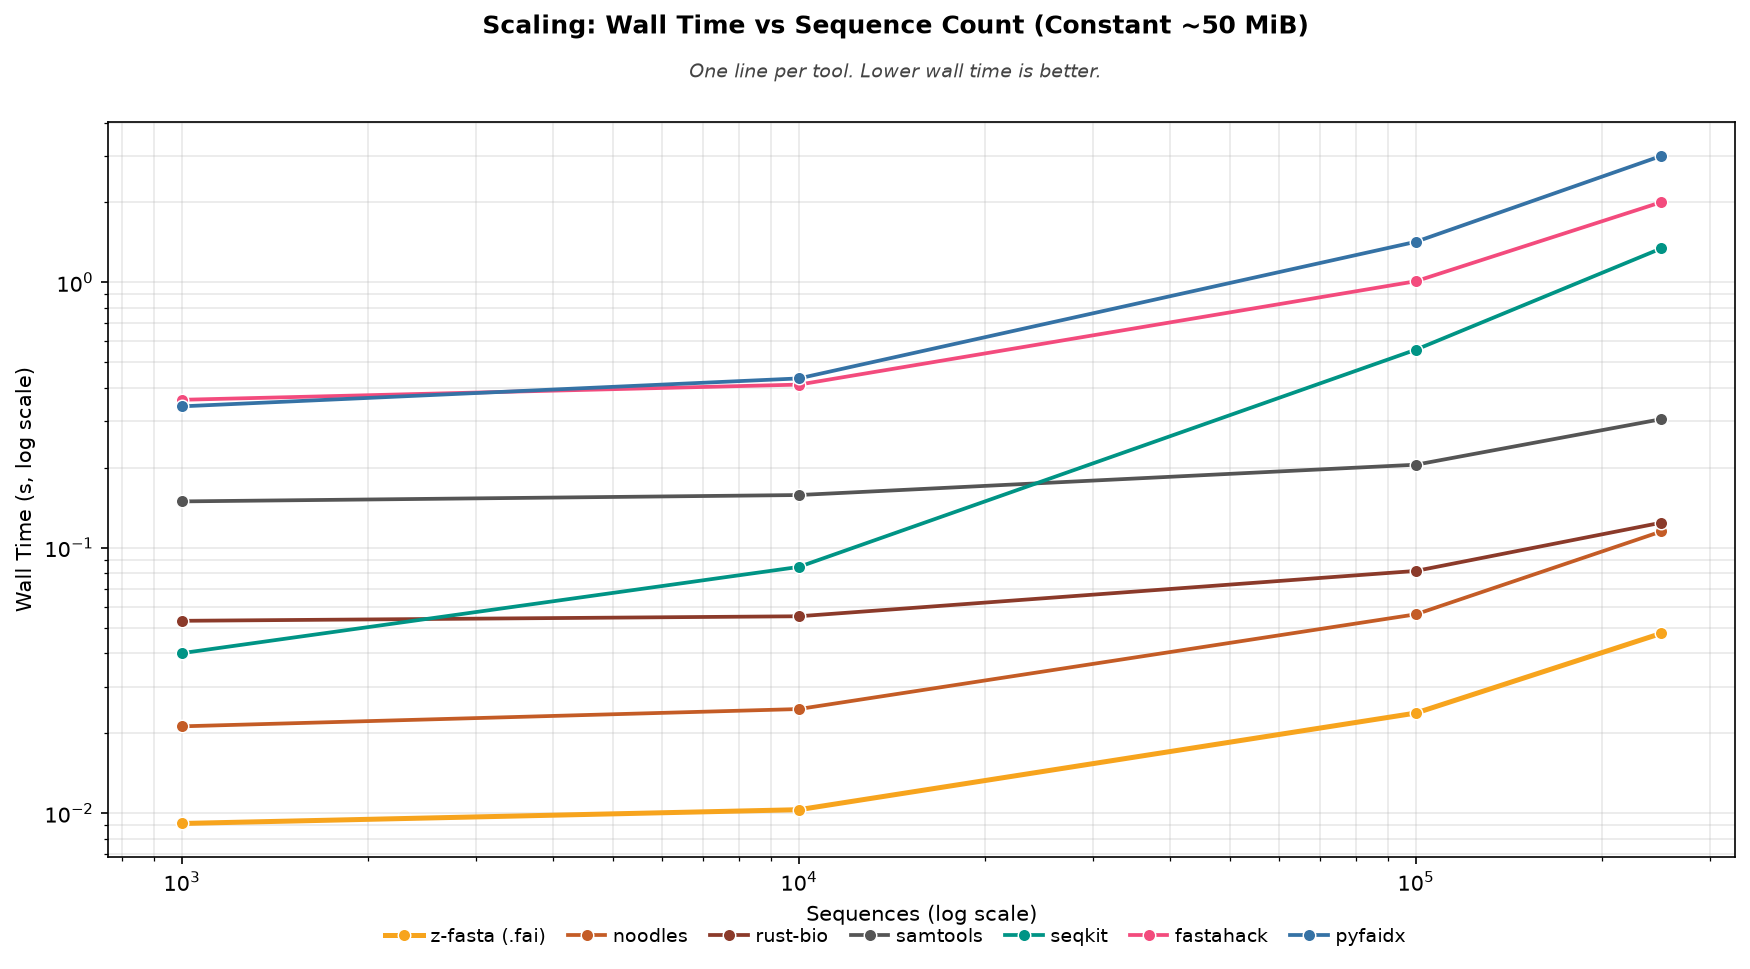 Scaling: Wall Time vs Sequence Count (Constant ~50 MiB)
One line per tool. Lower wall time is better.
Wall Time (s, log scale)
10⁰
10⁻¹
10⁻²
10³ 10⁴ 10⁵
Sequences (log scale)
z-fasta (.fai) noodles rust-bio samtools seqkit fastahack pyfaidx